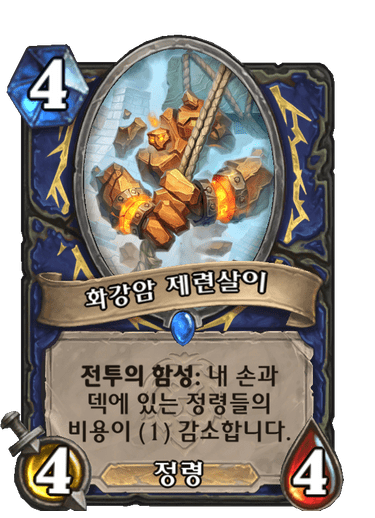 4
화강암 제련살이
전투의 함성: 내 손과
덱에 있는 정령들의
비용이 (1) 감소합니다.
4
정령
4